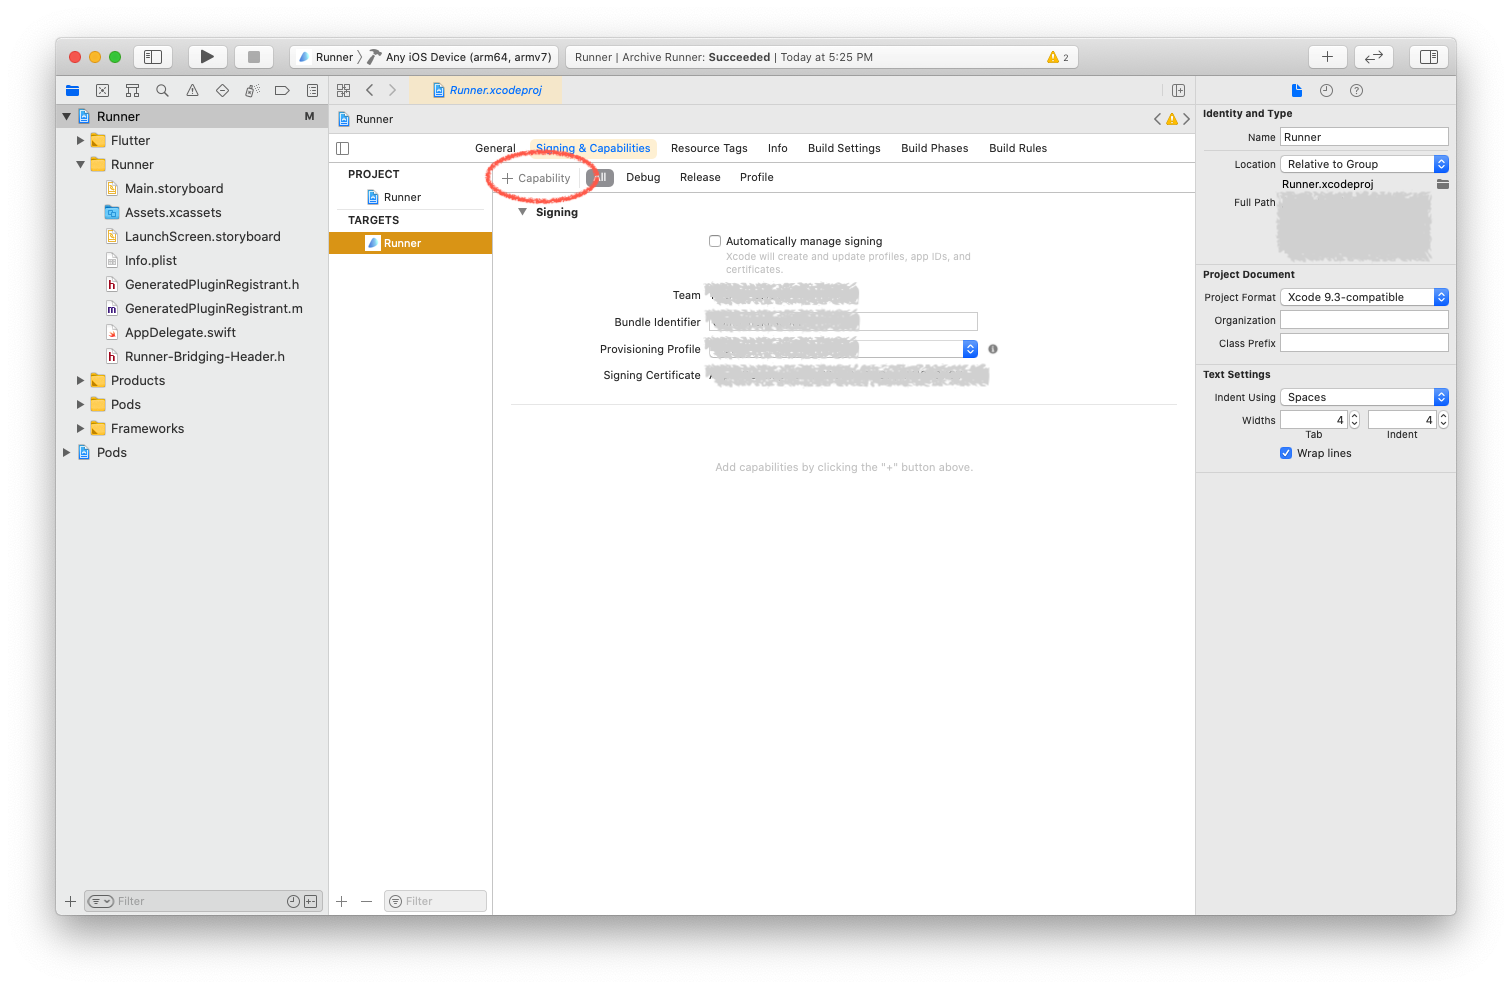 Runner Any iOS Device (arm64, armv7)
Runner | Archive Runner: Succeeded | Today at 5:25 PM
2
Runner.xcodeproj
Runner M
Flutter
Runner
Main.storyboard
Assets.xcassets
LaunchScreen.storyboard
Info.plist
GeneratedPluginRegistrant.h
GeneratedPluginRegistrant.m
AppDelegate.swift
Runner-Bridging-Header.h
Products
Pods
Frameworks
Pods
Filter
Runner
General Signing & Capabilities Resource Tags Info Build Settings Build Phases Build Rules
PROJECT
Runner
TARGETS
Runner
Filter
+ Capability All Debug Release Profile
Signing
Automatically manage signing
Xcode will create and update profiles, app IDs, and
certificates.
Team
Bundle Identifier
Provisioning Profile
Signing Certificate
Add capabilities by clicking the "+" button above.
Identity and Type
Name Runner
Location Relative to Group
Runner.xcodeproj
Full Path
Project Document
Project Format Xcode 9.3-compatible
Organization
Class Prefix
Text Settings
Indent Using Spaces
Widths 4 4
Tab Indent
Wrap lines